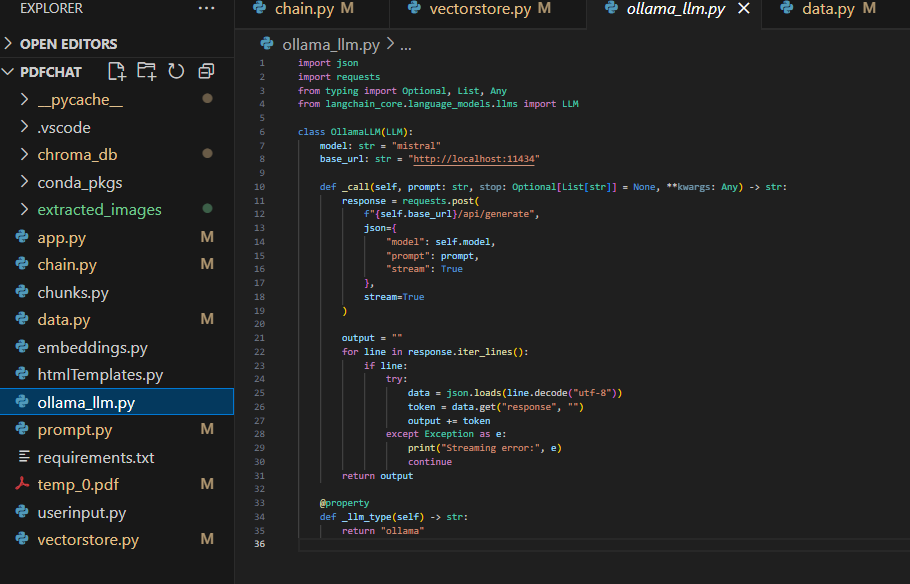 EXPLORER ...
chain.py M vectorstore.py M ollama_llm.py data.py M
OPEN EDITORS
PDFCHAT
__pycache__
.vscode
chroma_db
conda_pkgs
extracted_images
app.py M
chain.py M
chunks.py
data.py M
embeddings.py
htmlTemplates.py
ollama_llm.py
prompt.py M
requirements.txt
temp_0.pdf M
userinput.py
vectorstore.py M
ollama_llm.py > ...
1 import json
2 import requests
3 from typing import Optional, List, Any
4 from langchain_core.language_models.llms import LLM
5
6 class OllamaLLM(LLM):
7     model: str = "mistral"
8     base_url: str = "http://localhost:11434"
9
10     def _call(self, prompt: str, stop: Optional[List[str]] = None, **kwargs: Any) -> str:
11         response = requests.post(
12             f"{self.base_url}/api/generate",
13             json={
14                 "model": self.model,
15                 "prompt": prompt,
16                 "stream": True
17             },
18             stream=True
19         )
20
21         output = ""
22         for line in response.iter_lines():
23             if line:
24                 try:
25                     data = json.loads(line.decode("utf-8"))
26                     token = data.get("response", "")
27                     output += token
28                 except Exception as e:
29                     print("Streaming error:", e)
30                     continue
31         return output
32
33     @property
34     def _llm_type(self) -> str:
35         return "ollama"
36